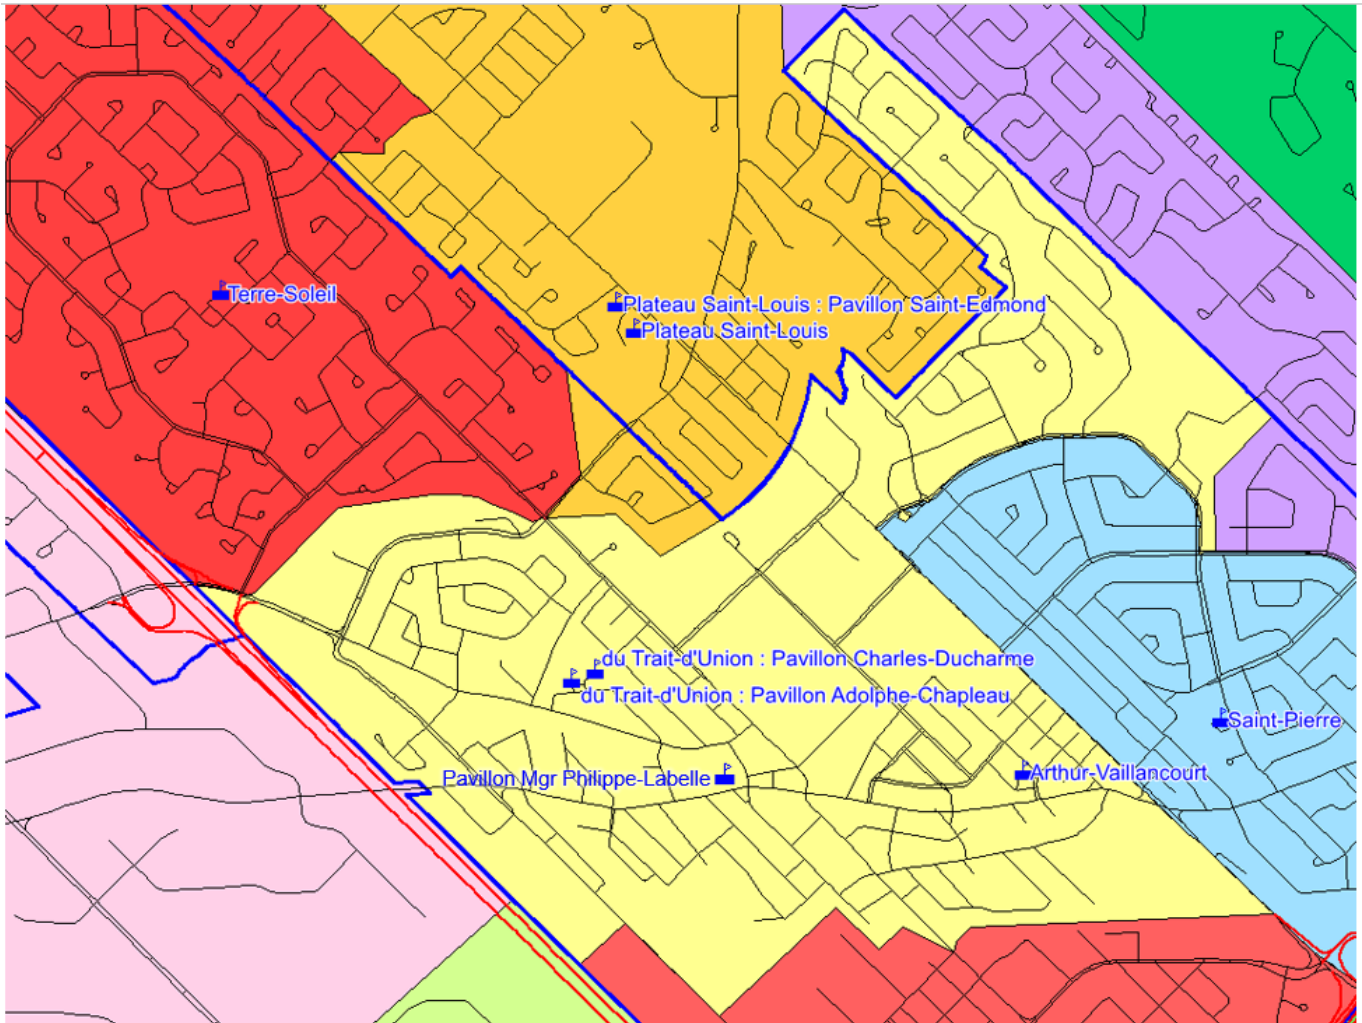 Terre-Soleil
Plateau Saint-Louis : Pavillon Saint-Edmond
Plateau Saint-Louis
du Trait-d'Union : Pavillon Charles-Ducharme
du Trait-d'Union : Pavillon Adolphe-Chapleau
Saint-Pierre
Pavillon Mgr Philippe-Labelle
Arthur-Vaillancourt